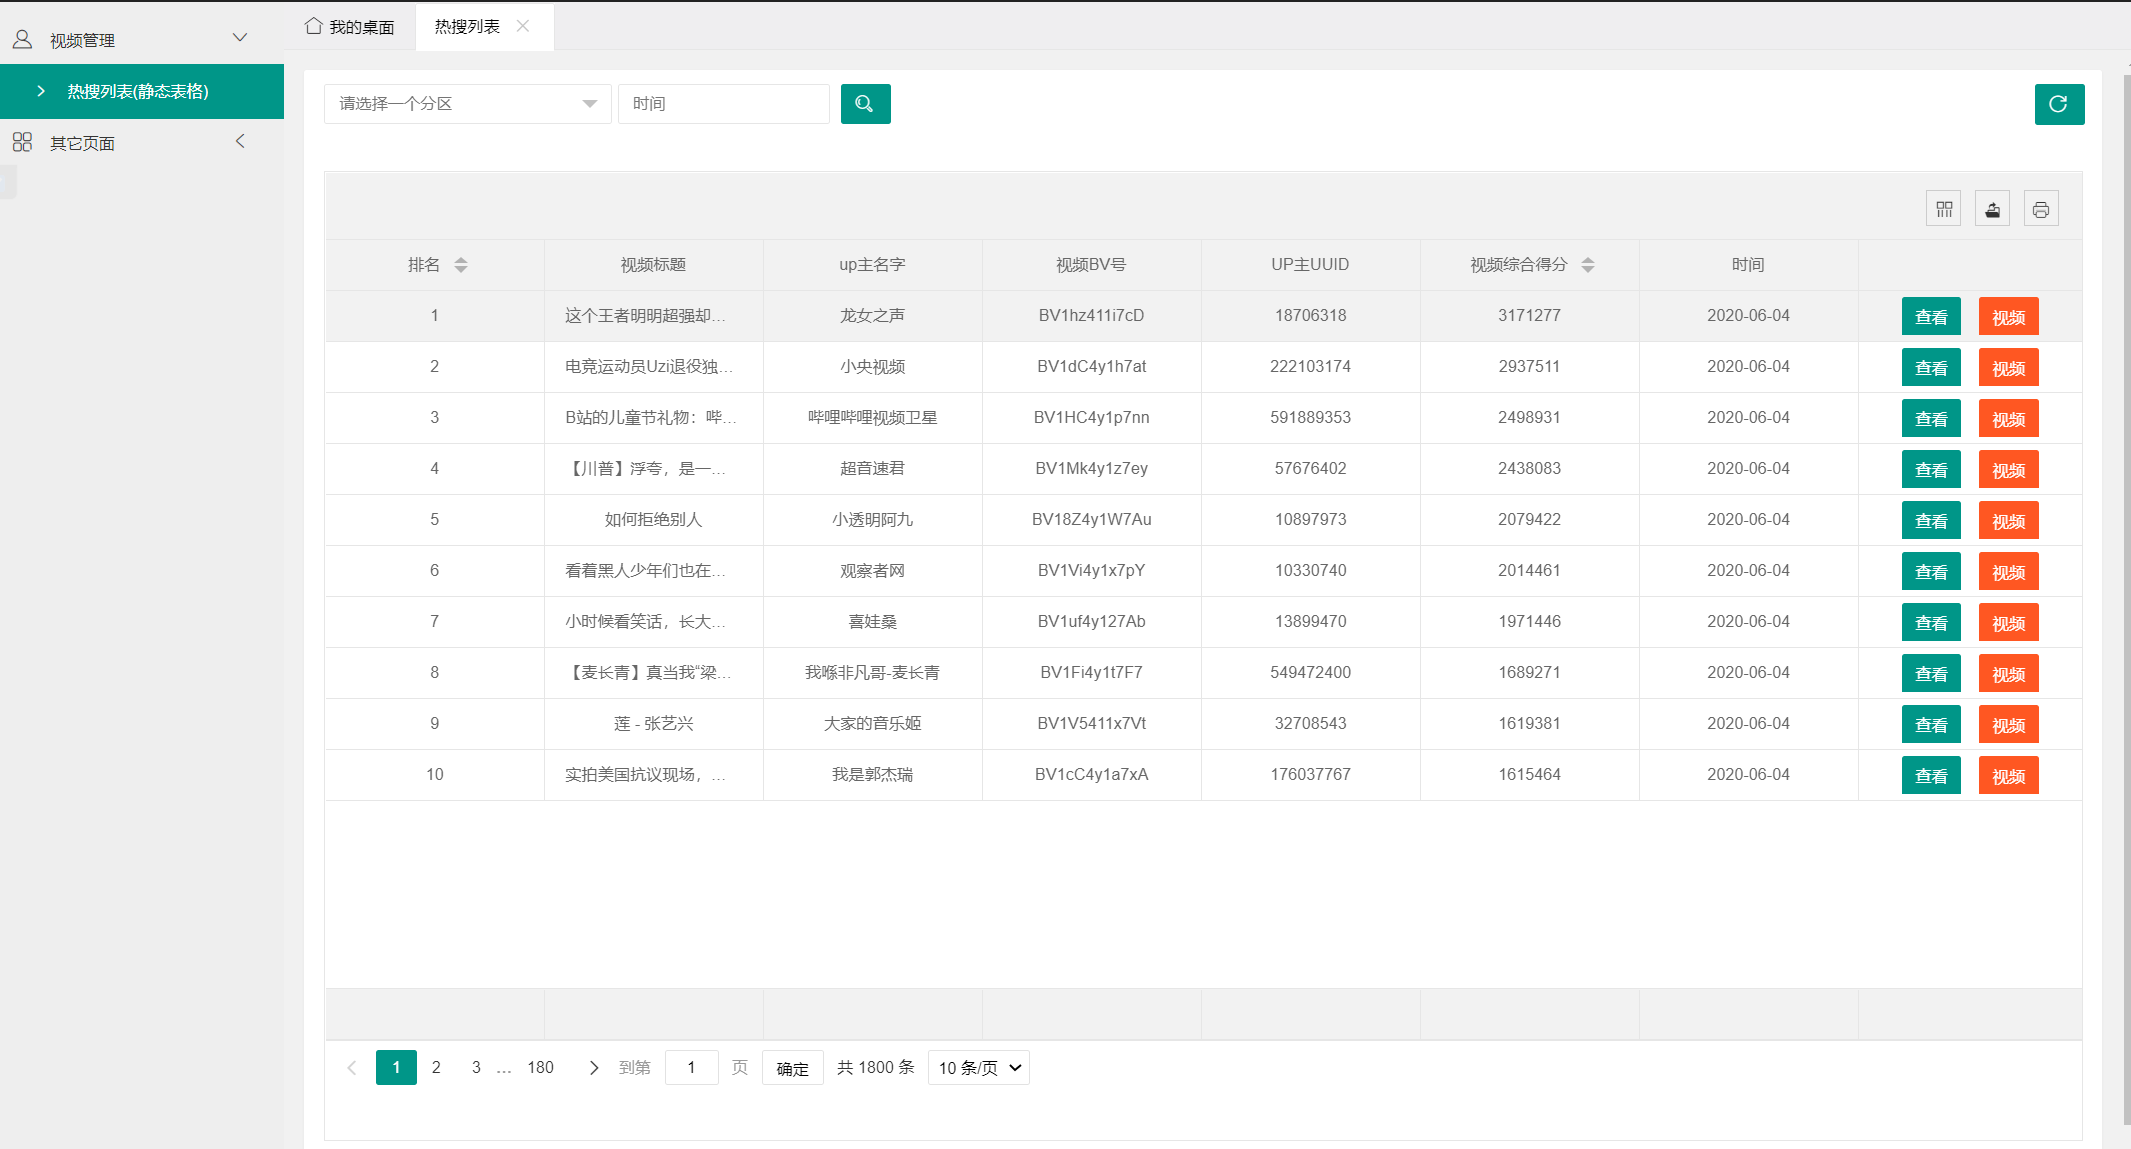 视频管理
热搜列表(静态表格)
其它页面
我的桌面 热搜列表
请选择一个分区 时间
排名 视频标题 up主名字 视频BV号 UP主UUID 视频综合得分 时间
1 这个王者明明超强却... 龙女之声 BV1hz411i7cD 18706318 3171277 2020-06-04 查看 视频
2 电竞运动员Uzi退役独... 小央视频 BV1dC4y1h7at 222103174 2937511 2020-06-04 查看 视频
3 B站的儿童节礼物：哔... 哔哩哔哩视频卫星 BV1HC4y1p7nn 591889353 2498931 2020-06-04 查看 视频
4 【川普】浮夸，是一... 超音速君 BV1Mk4y1z7ey 57676402 2438083 2020-06-04 查看 视频
5 如何拒绝别人 小透明阿九 BV18Z4y1W7Au 10897973 2079422 2020-06-04 查看 视频
6 看着黑人少年们也在... 观察者网 BV1Vi4y1x7pY 10330740 2014461 2020-06-04 查看 视频
7 小时候看笑话，长大... 喜娃桑 BV1uf4y127Ab 13899470 1971446 2020-06-04 查看 视频
8 【麦长青】真当我“梁... 我喺非凡哥-麦长青 BV1Fi4y1t7F7 549472400 1689271 2020-06-04 查看 视频
9 莲 - 张艺兴 大家的音乐姬 BV1V5411x7Vt 32708543 1619381 2020-06-04 查看 视频
10 实拍美国抗议现场，... 我是郭杰瑞 BV1cC4y1a7xA 176037767 1615464 2020-06-04 查看 视频
1 2 3 ... 180 到第 1 页 确定 共 1800 条 10 条/页